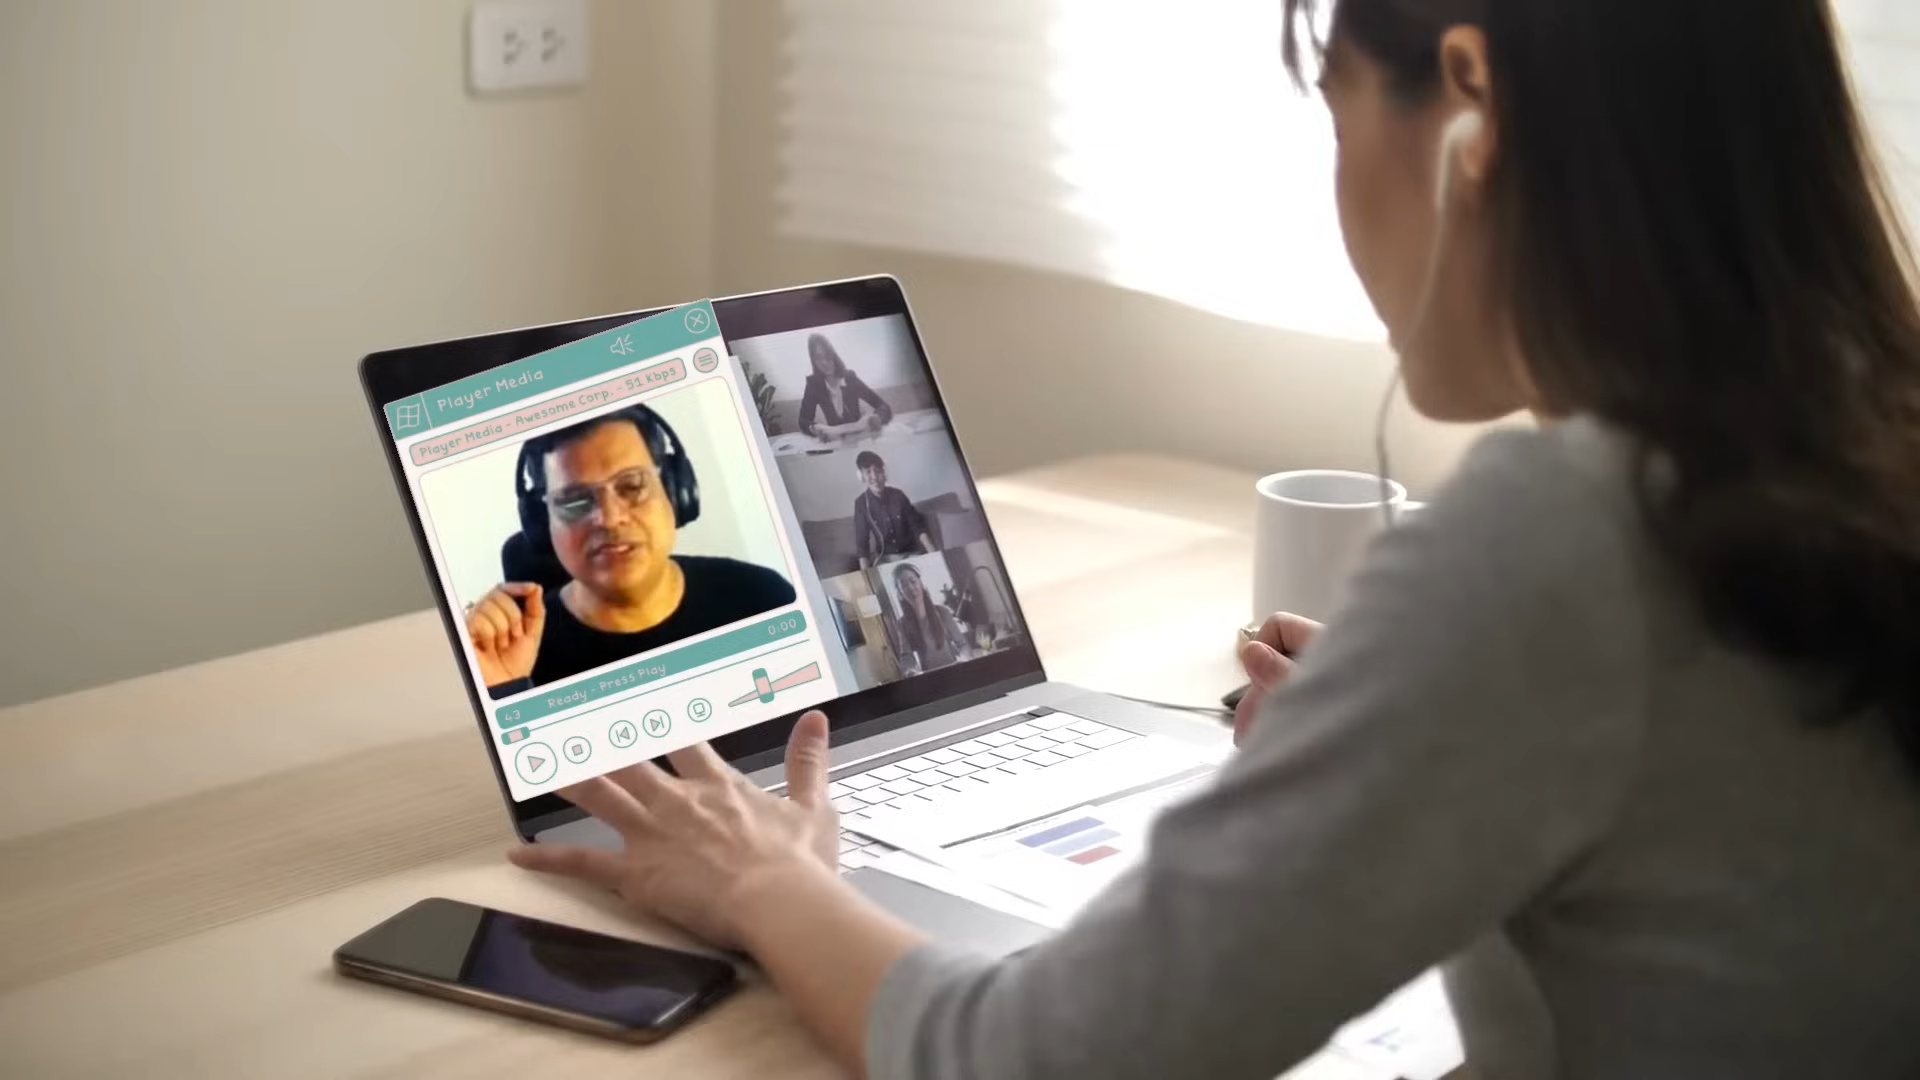 Player Media
Player Media - Awesome Corp. - 51 Kbps
0:00
43 Ready - Press Play